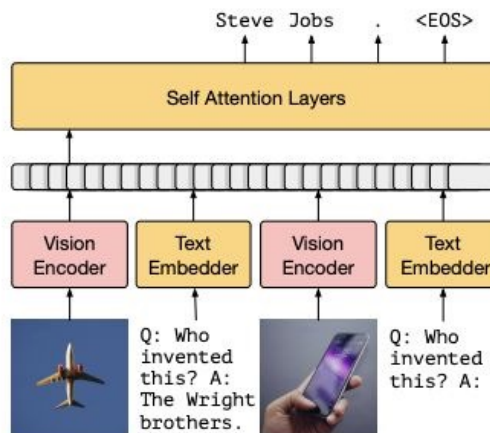 Steve Jobs . <EOS>
Self Attention Layers
Vision
Encoder
Text
Embedder
Vision
Encoder
Text
Embedder
Q: Who
invented
this? A:
The Wright
brothers.
Q: Who
invented
this? A: